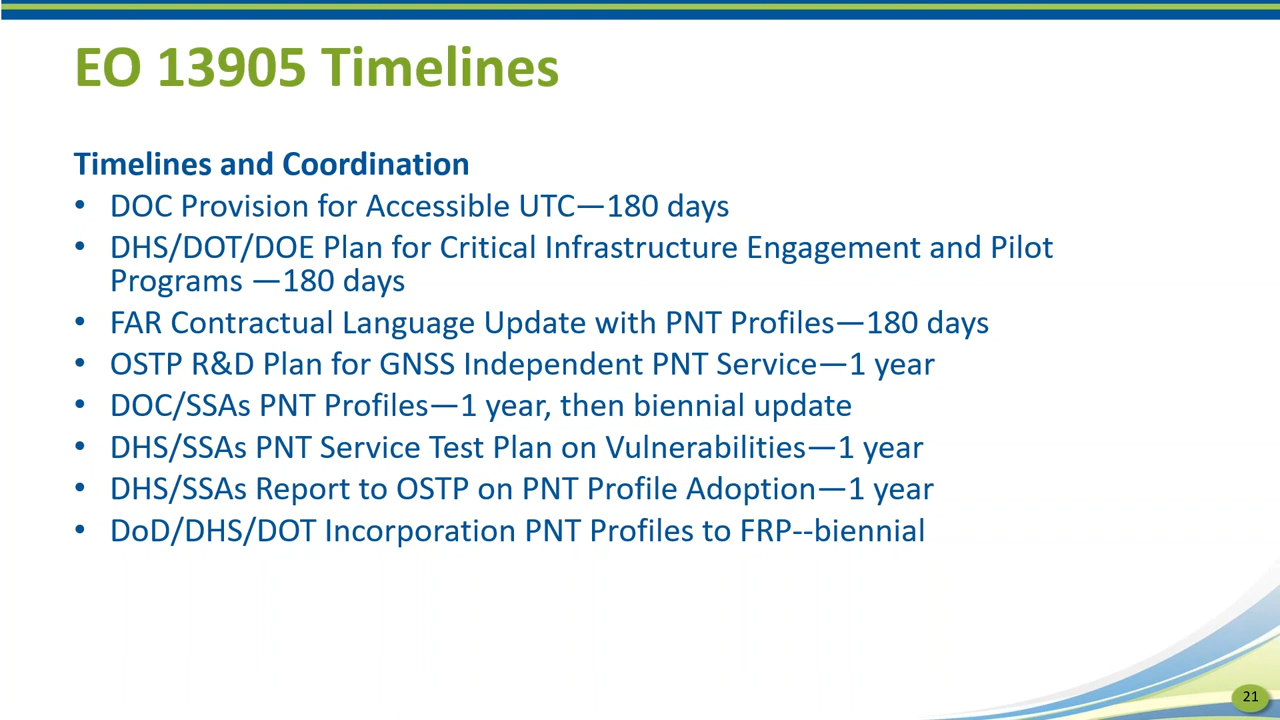 EO 13905 Timelines
Timelines and Coordination
• DOC Provision for Accessible UTC—180 days
• DHS/DOT/DOE Plan for Critical Infrastructure Engagement and Pilot
Programs —180 days
• FAR Contractual Language Update with PNT Profiles—180 days
• OSTP R&D Plan for GNSS Independent PNT Service—1 year
• DOC/SSAs PNT Profiles—1 year, then biennial update
• DHS/SSAs PNT Service Test Plan on Vulnerabilities—1 year
• DHS/SSAs Report to OSTP on PNT Profile Adoption—1 year
• DoD/DHS/DOT Incorporation PNT Profiles to FRP--biennial
21